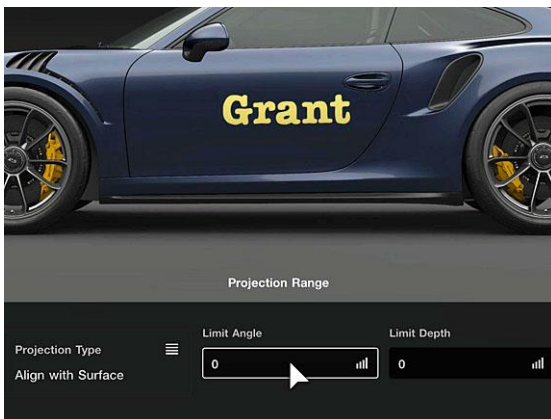 Grant
Projection Range
Projection Type
Align with Surface
Limit Angle
0
Limit Depth
0